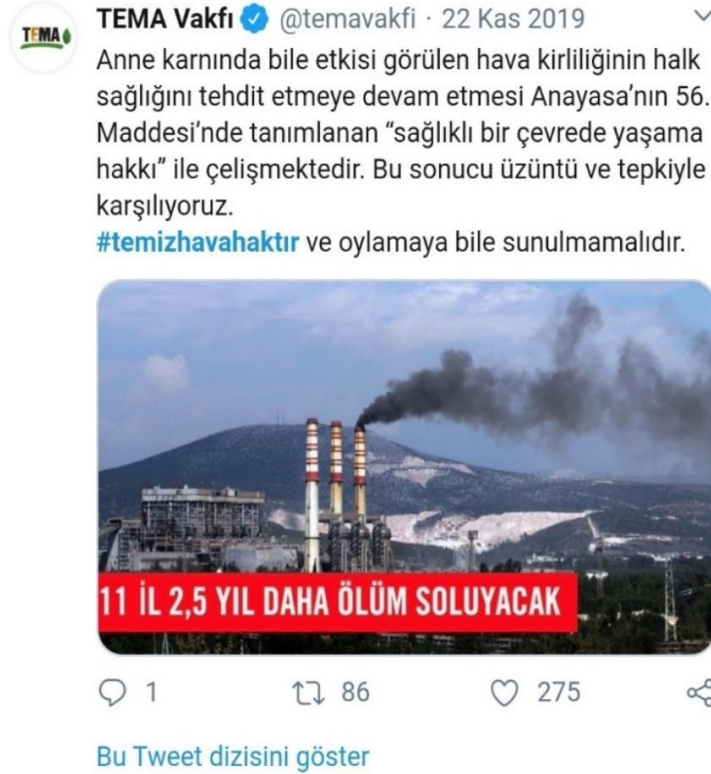 TEMA
TEMA Vakfı @temavakfi · 22 Kas 2019
Anne karnında bile etkisi görülen hava kirliliğinin halk
sağlığını tehdit etmeye devam etmesi Anayasa’nın 56.
Maddesi’nde tanımlanan “sağlıklı bir çevrede yaşama
hakkı” ile çelişmektedir. Bu sonucu üzüntü ve tepkiyle
karşılıyoruz.
#temizhavahaktır ve oylamaya bile sunulmamalıdır.
11 İL 2,5 YIL DAHA ÖLÜM SOLUYACAK
1 86 275
Bu Tweet dizisini göster